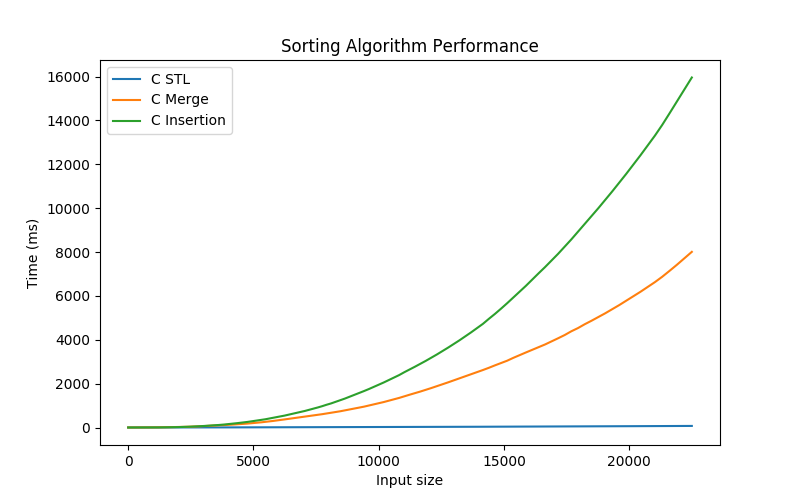 Sorting Algorithm Performance
C STL
C Merge
C Insertion
16000
14000
12000
10000
8000
6000
4000
2000
0
Time (ms)
0 5000 10000 15000 20000
Input size